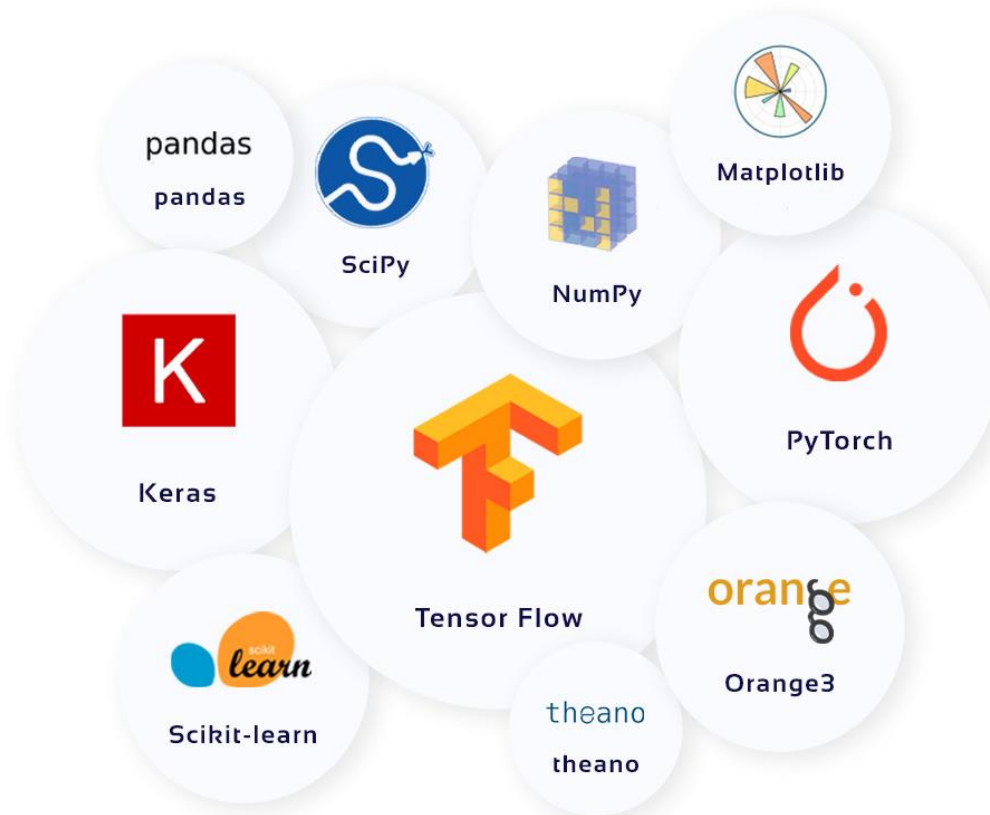 pandas
pandas
SciPy
NumPy
Matplotlib
K
Keras
Tensor Flow
PyTorch
scikit
learn
Scikit-learn
theano
theano
orange
Orange3